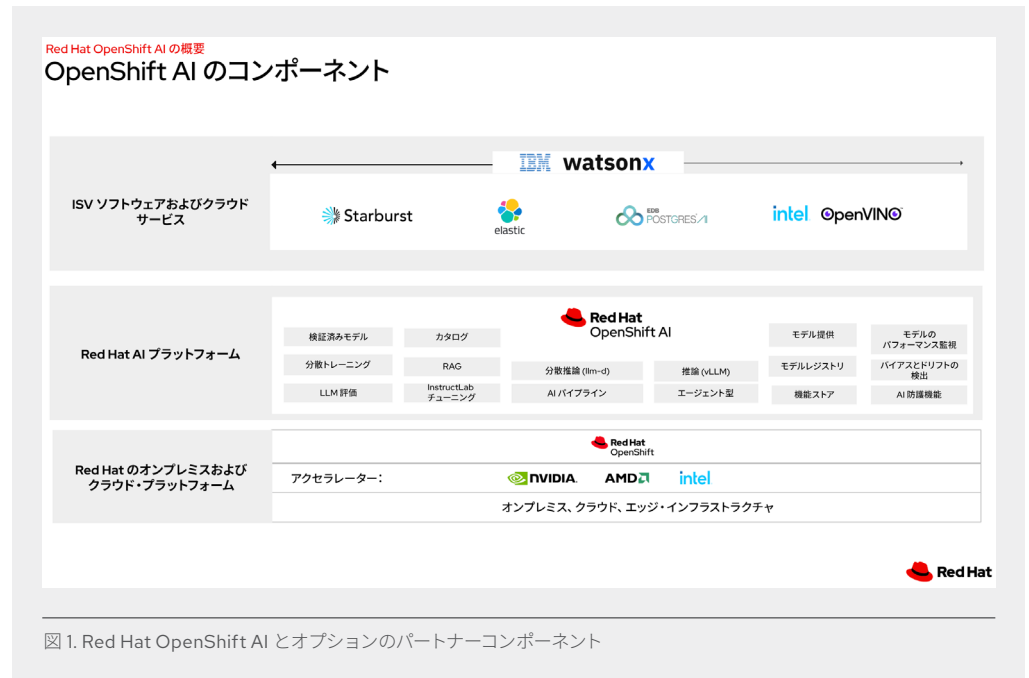 Red Hat OpenShift AI の概要
OpenShift AI のコンポーネント
IBM watsonx
ISV ソフトウェアおよびクラウド
サービス
Starburst
elastic
EDB
POSTGRES AI
intel OpenVINO
Red Hat AI プラットフォーム
Red Hat
OpenShift AI
検証済みモデル
カタログ
モデル提供
モデルの
パフォーマンス監視
分散トレーニング
RAG
分散推論 (llm-d)
推論 (vLLM)
モデルレジストリ
バイアスとドリフトの
検出
LLM 評価
InstructLab
チューニング
AI パイプライン
エージェント型
機能ストア
AI 防護機能
Red Hat のオンプレミスおよび
クラウド・プラットフォーム
Red Hat
OpenShift
アクセラレーター：
NVIDIA.
AMD
intel
オンプレミス、クラウド、エッジ・インフラストラクチャ
Red Hat
図 1. Red Hat OpenShift AI とオプションのパートナーコンポーネント